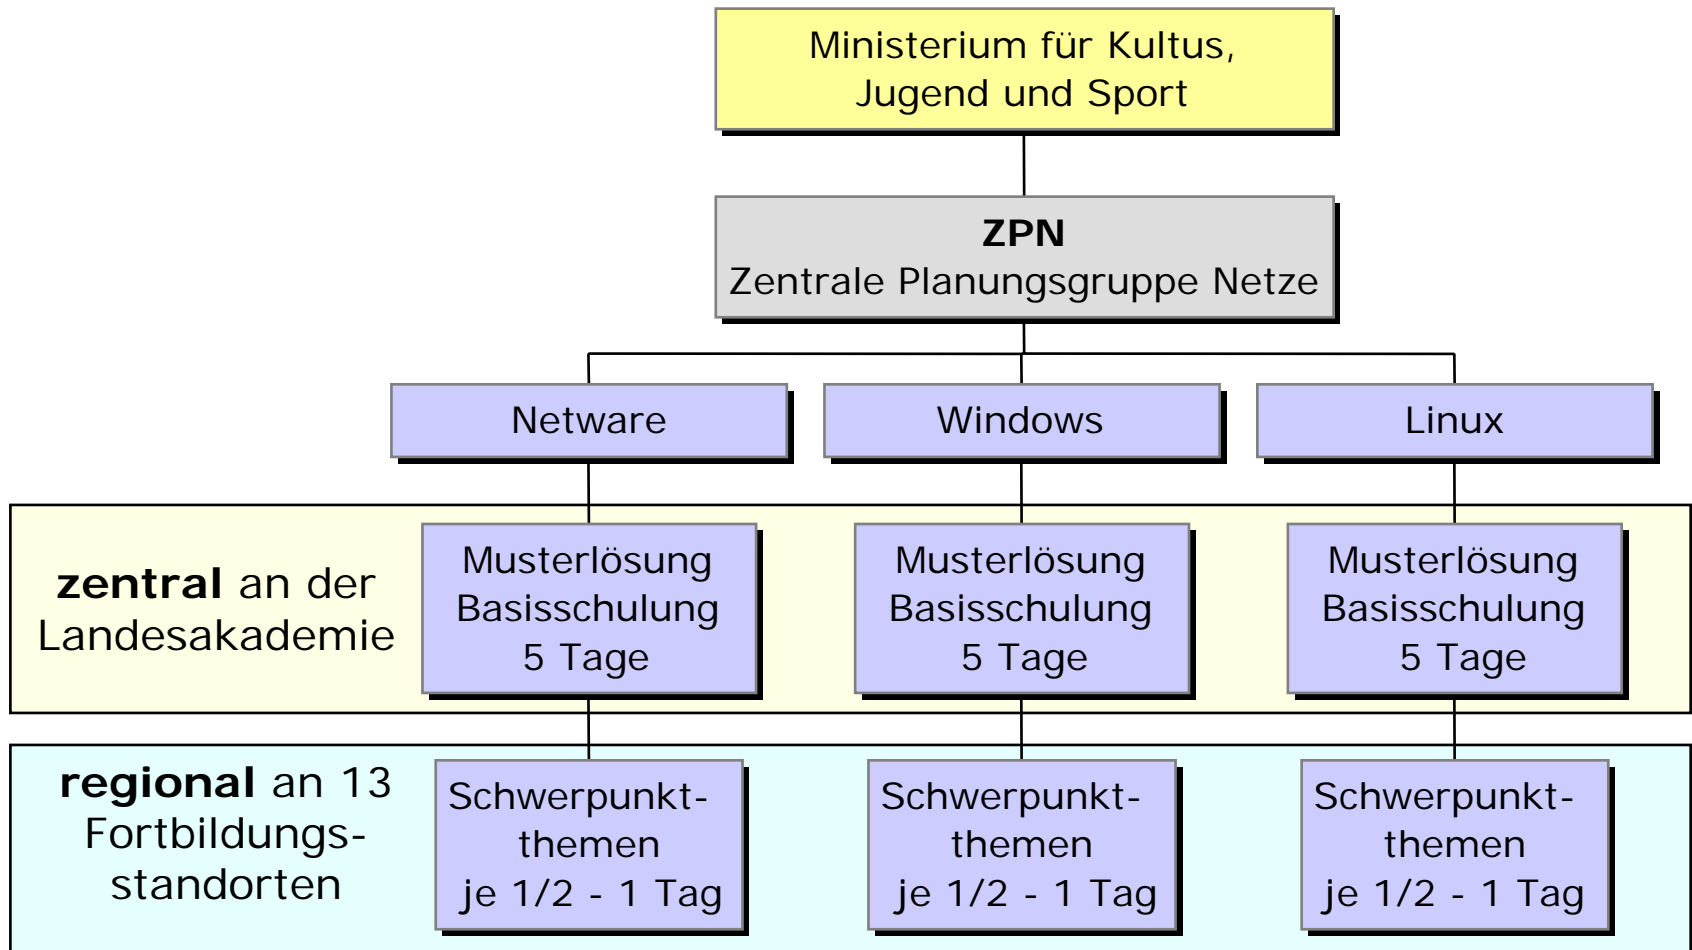 Ministerium für Kultus,
Jugend und Sport
ZPN
Zentrale Planungsgruppe Netze
Netware
Windows
Linux
zentral an der
Landesakademie
Musterlösung
Basisschulung
5 Tage
Musterlösung
Basisschulung
5 Tage
Musterlösung
Basisschulung
5 Tage
regional an 13
Fortbildungs-
standorten
Schwerpunkt-
themen
je 1/2 - 1 Tag
Schwerpunkt-
themen
je 1/2 - 1 Tag
Schwerpunkt-
themen
je 1/2 - 1 Tag